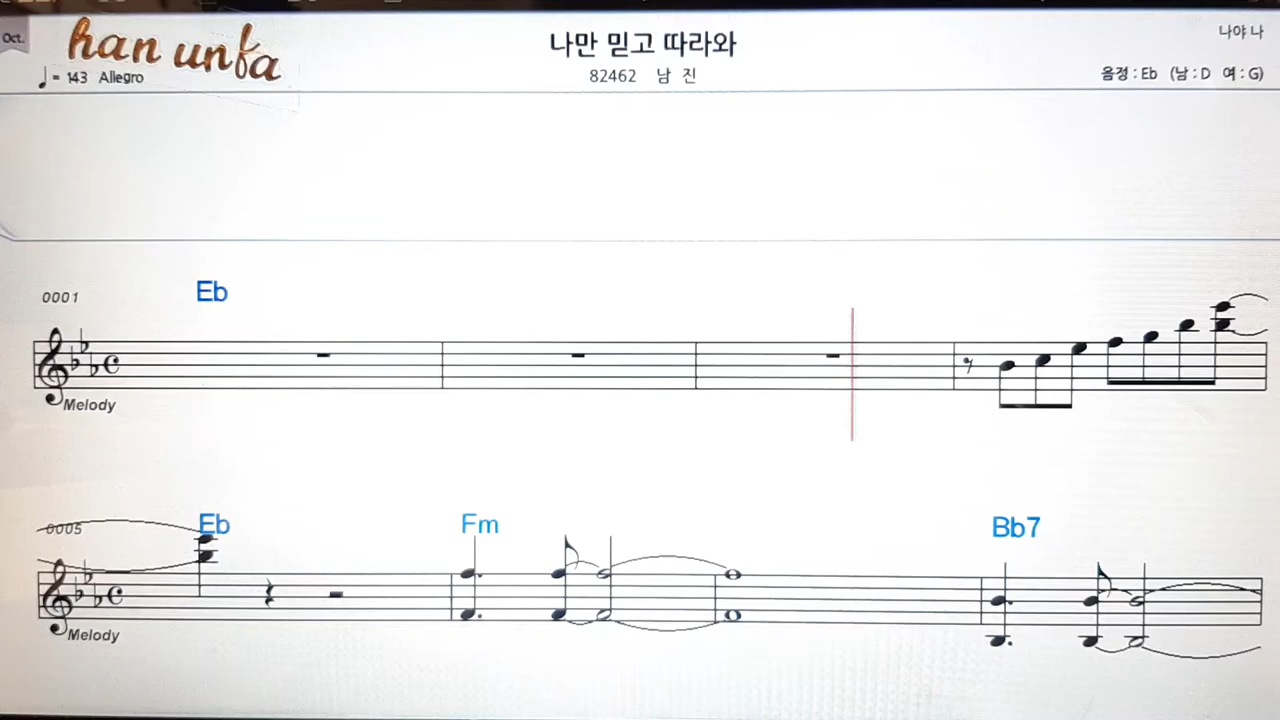 Oct.
han unfa
나만 믿고 따라와
나야 나
♩ = 143 Allegro
82462 남 진
음정 : Eb (남 : D 여 : G)
0001
Eb
Melody
0005
Eb
Fm
Bb7
Melody